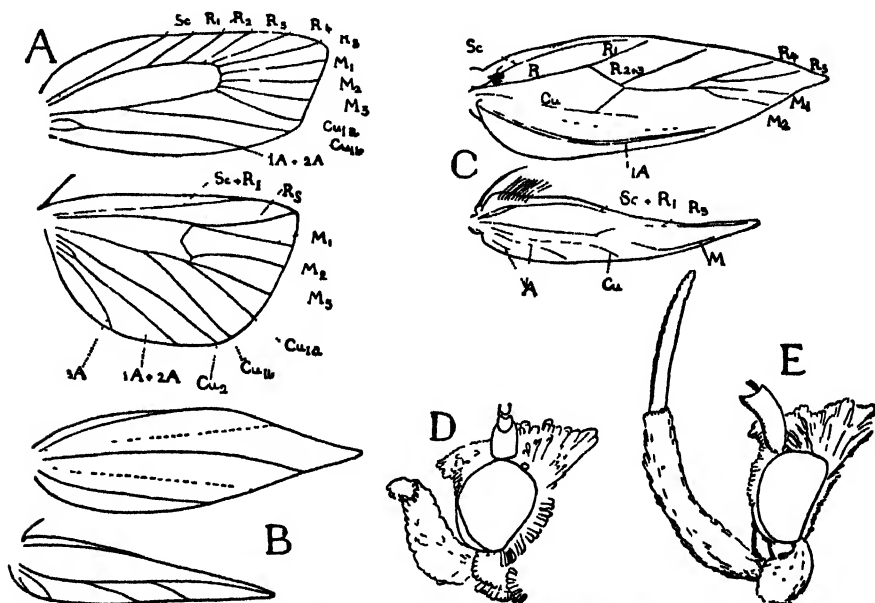 A
Sc R1 R2 R3 R4
R5
M1
M2
M3
Cu1a
Cu1b
1A + 2A
Sc + R1
Rs
M1
M2
M3
Cu1a
Cu1b
Cu2
1A + 2A
3A
B
C
Sc
R
R1
R2+3
R4
R5
M1
M2
Cu
1A
Sc + R1
Rs
M
Cu
D
E